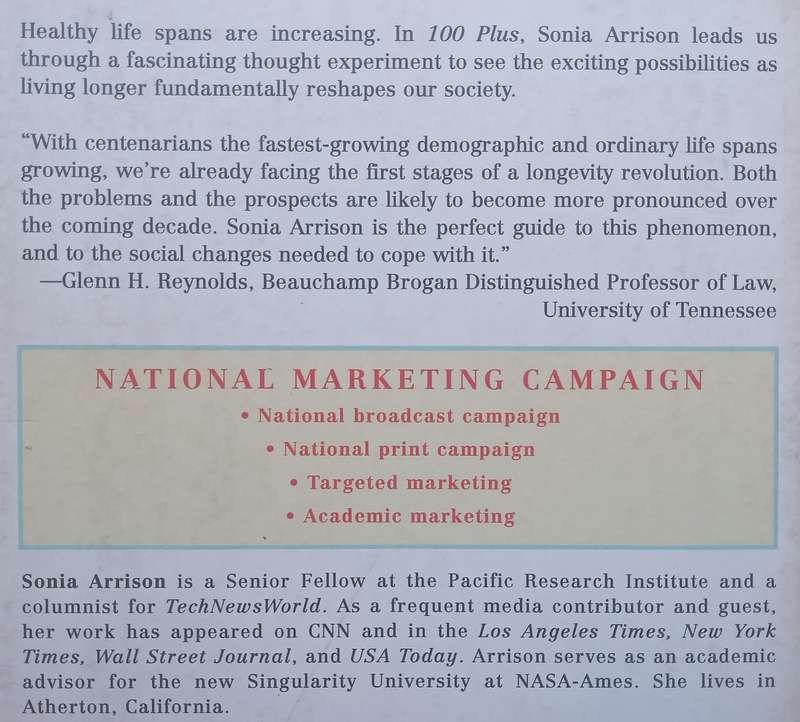 Healthy life spans are increasing. In 100 Plus, Sonia Arrison leads us
through a fascinating thought experiment to see the exciting possibilities as
living longer fundamentally reshapes our society.
“With centenarians the fastest-growing demographic and ordinary life spans
growing, we’re already facing the first stages of a longevity revolution. Both
the problems and the prospects are likely to become more pronounced over
the coming decade. Sonia Arrison is the perfect guide to this phenomenon,
and to the social changes needed to cope with it.”
—Glenn H. Reynolds, Beauchamp Brogan Distinguished Professor of Law,
University of Tennessee
NATIONAL MARKETING CAMPAIGN
• National broadcast campaign
• National print campaign
• Targeted marketing
• Academic marketing
Sonia Arrison is a Senior Fellow at the Pacific Research Institute and a
columnist for TechNewsWorld. As a frequent media contributor and guest,
her work has appeared on CNN and in the Los Angeles Times, New York
Times, Wall Street Journal, and USA Today. Arrison serves as an academic
advisor for the new Singularity University at NASA-Ames. She lives in
Atherton, California.